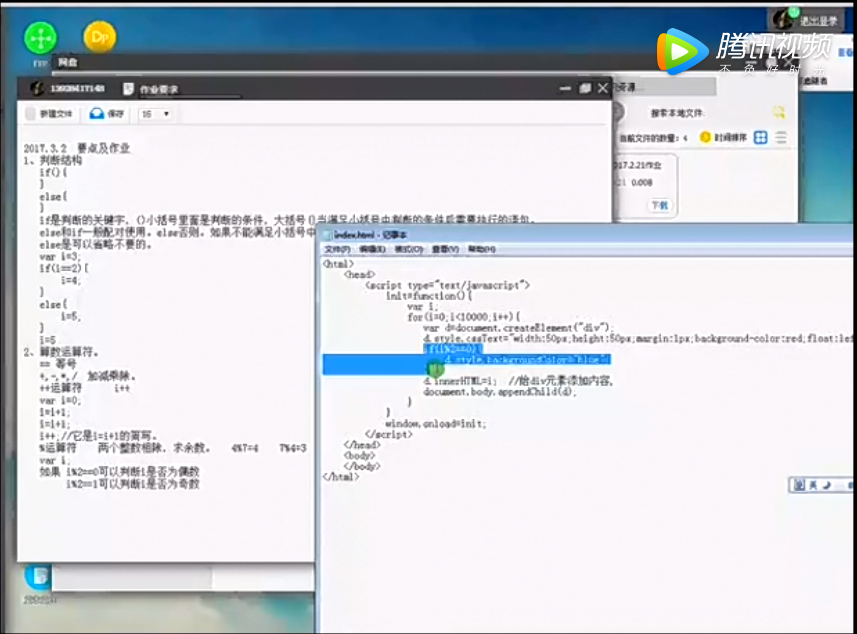 Dp
退出登录
腾讯视频
不负好时光
网盘
13926417148
作业要求
新建文件
保存
16
搜索本地文件:
当前文件的数量: 4
时间排序
017.2.21作业
0.008
下载
2017.3.2 要点及作业
1、判断结构
if(){
}
else{
}
if是判断的关键字,()小括号里面是判断的条件,大括号{}当满足小括号中判断的条件后需要执行的语句。
else和if一般配对使用。else否则。如果不能满足小括号中
else是可以省略不要的。
var i=3;
if(i==2){
i=4;
}
else{
i=5,
}
i=5
2、算数运算符。
== 等号
+,-,*,/ 加减乘除。
++运算符 i++
var i=0;
i=i+1;
i=i+1;
i++;//它是i=i+1的简写。
%运算符 两个整数相除,求余数。 4%7=4 7%4=3
var i;
如果 i%2==0可以判断i是否为偶数
i%2==1可以判断i是否为奇数
index.html - 记事本
文件(F) 编辑(E) 格式(O) 查看(V) 帮助(H)
<html>
<head>
<script type="text/javascript">
init=function(){
var i;
for(i=0;i<10000;i++){
var d=document.createElement("div");
d.style.cssText="width:50px;height:50px;margin:1px;background-color:red;float:lef
if(i%2==0){
d.style.backgroundColor="blue";
d.innerHTML=i; //给div元素添加内容,
document.body.appendChild(d);
}
}
window.onload=init;
</script>
</head>
<body>
</body>
</html>
英